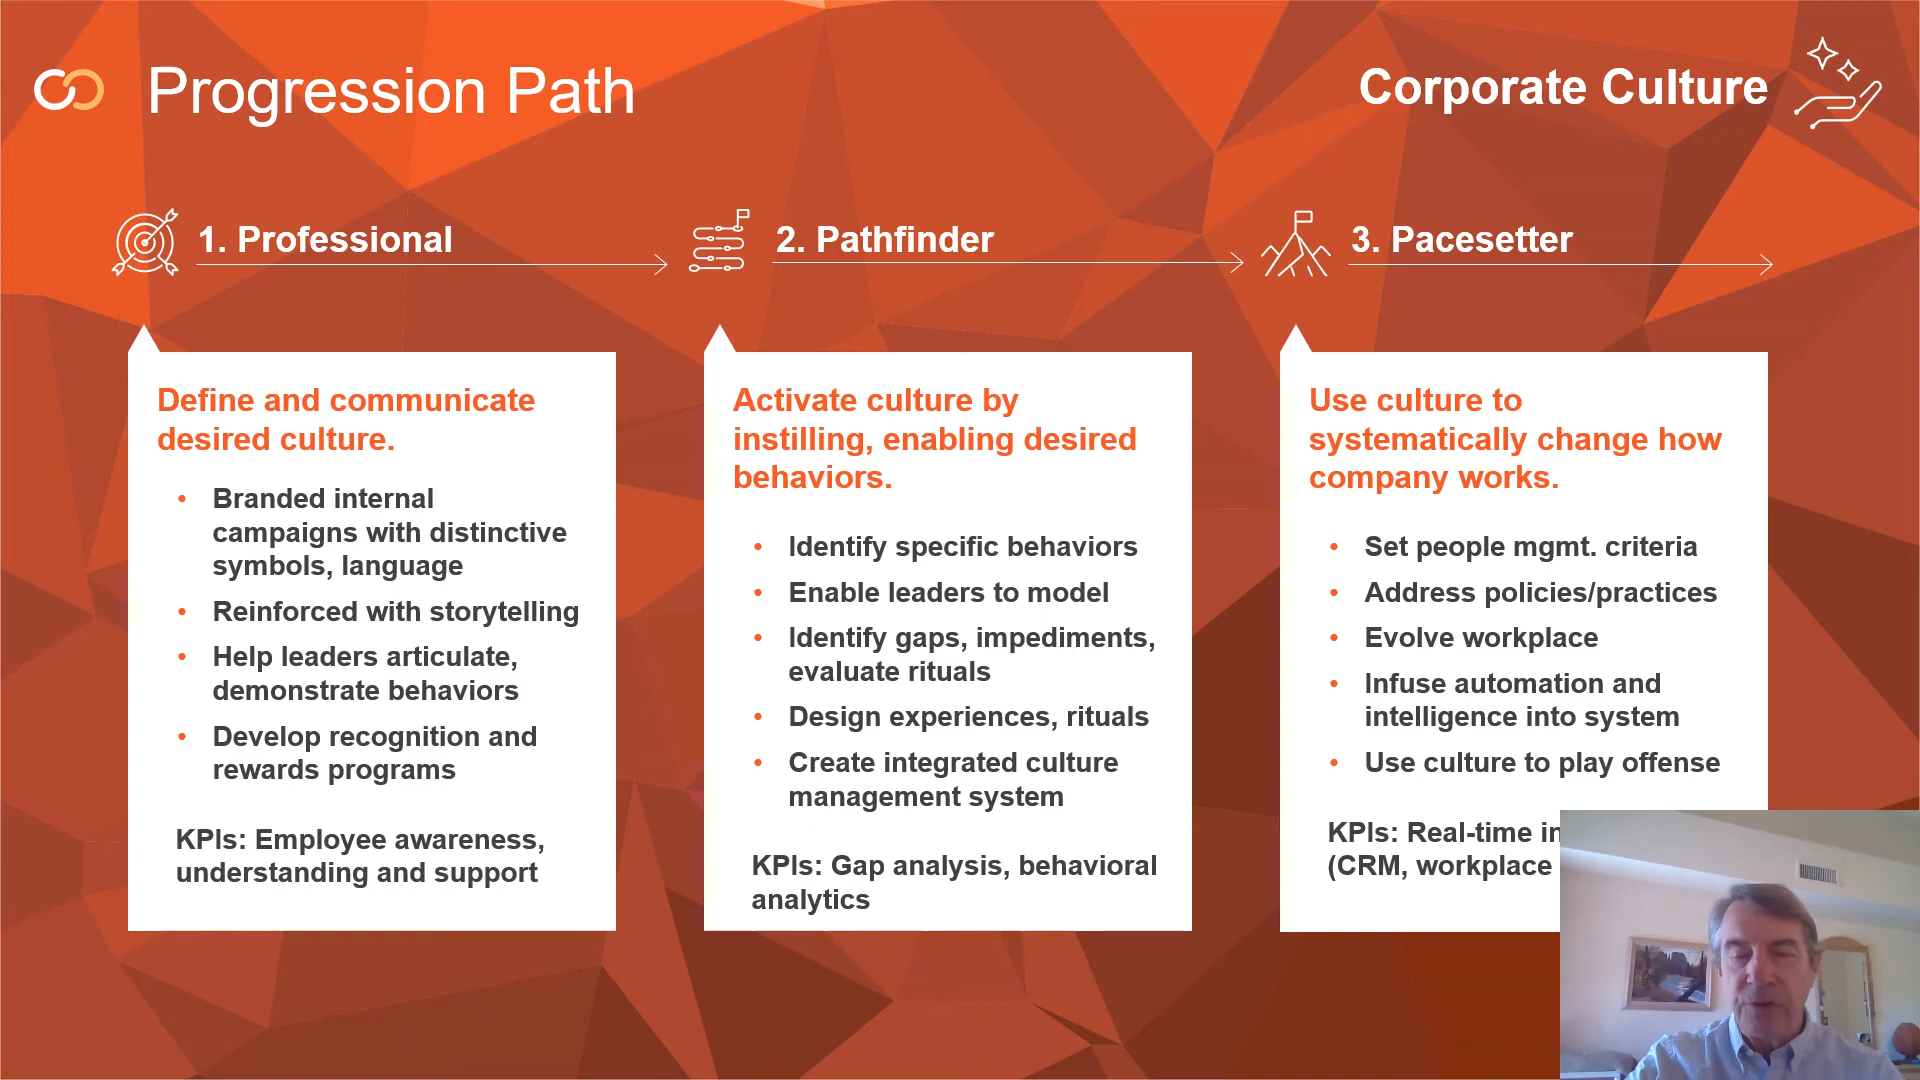 Progression Path
Corporate Culture
1. Professional
2. Pathfinder
3. Pacesetter
Define and communicate
desired culture.
• Branded internal
campaigns with distinctive
symbols, language
• Reinforced with storytelling
• Help leaders articulate,
demonstrate behaviors
• Develop recognition and
rewards programs
KPIs: Employee awareness,
understanding and support
Activate culture by
instilling, enabling desired
behaviors.
• Identify specific behaviors
• Enable leaders to model
• Identify gaps, impediments,
evaluate rituals
• Design experiences, rituals
• Create integrated culture
management system
KPIs: Gap analysis, behavioral
analytics
Use culture to
systematically change how
company works.
• Set people mgmt. criteria
• Address policies/practices
• Evolve workplace
• Infuse automation and
intelligence into system
• Use culture to play offense
KPIs: Real-time
(CRM, workplace